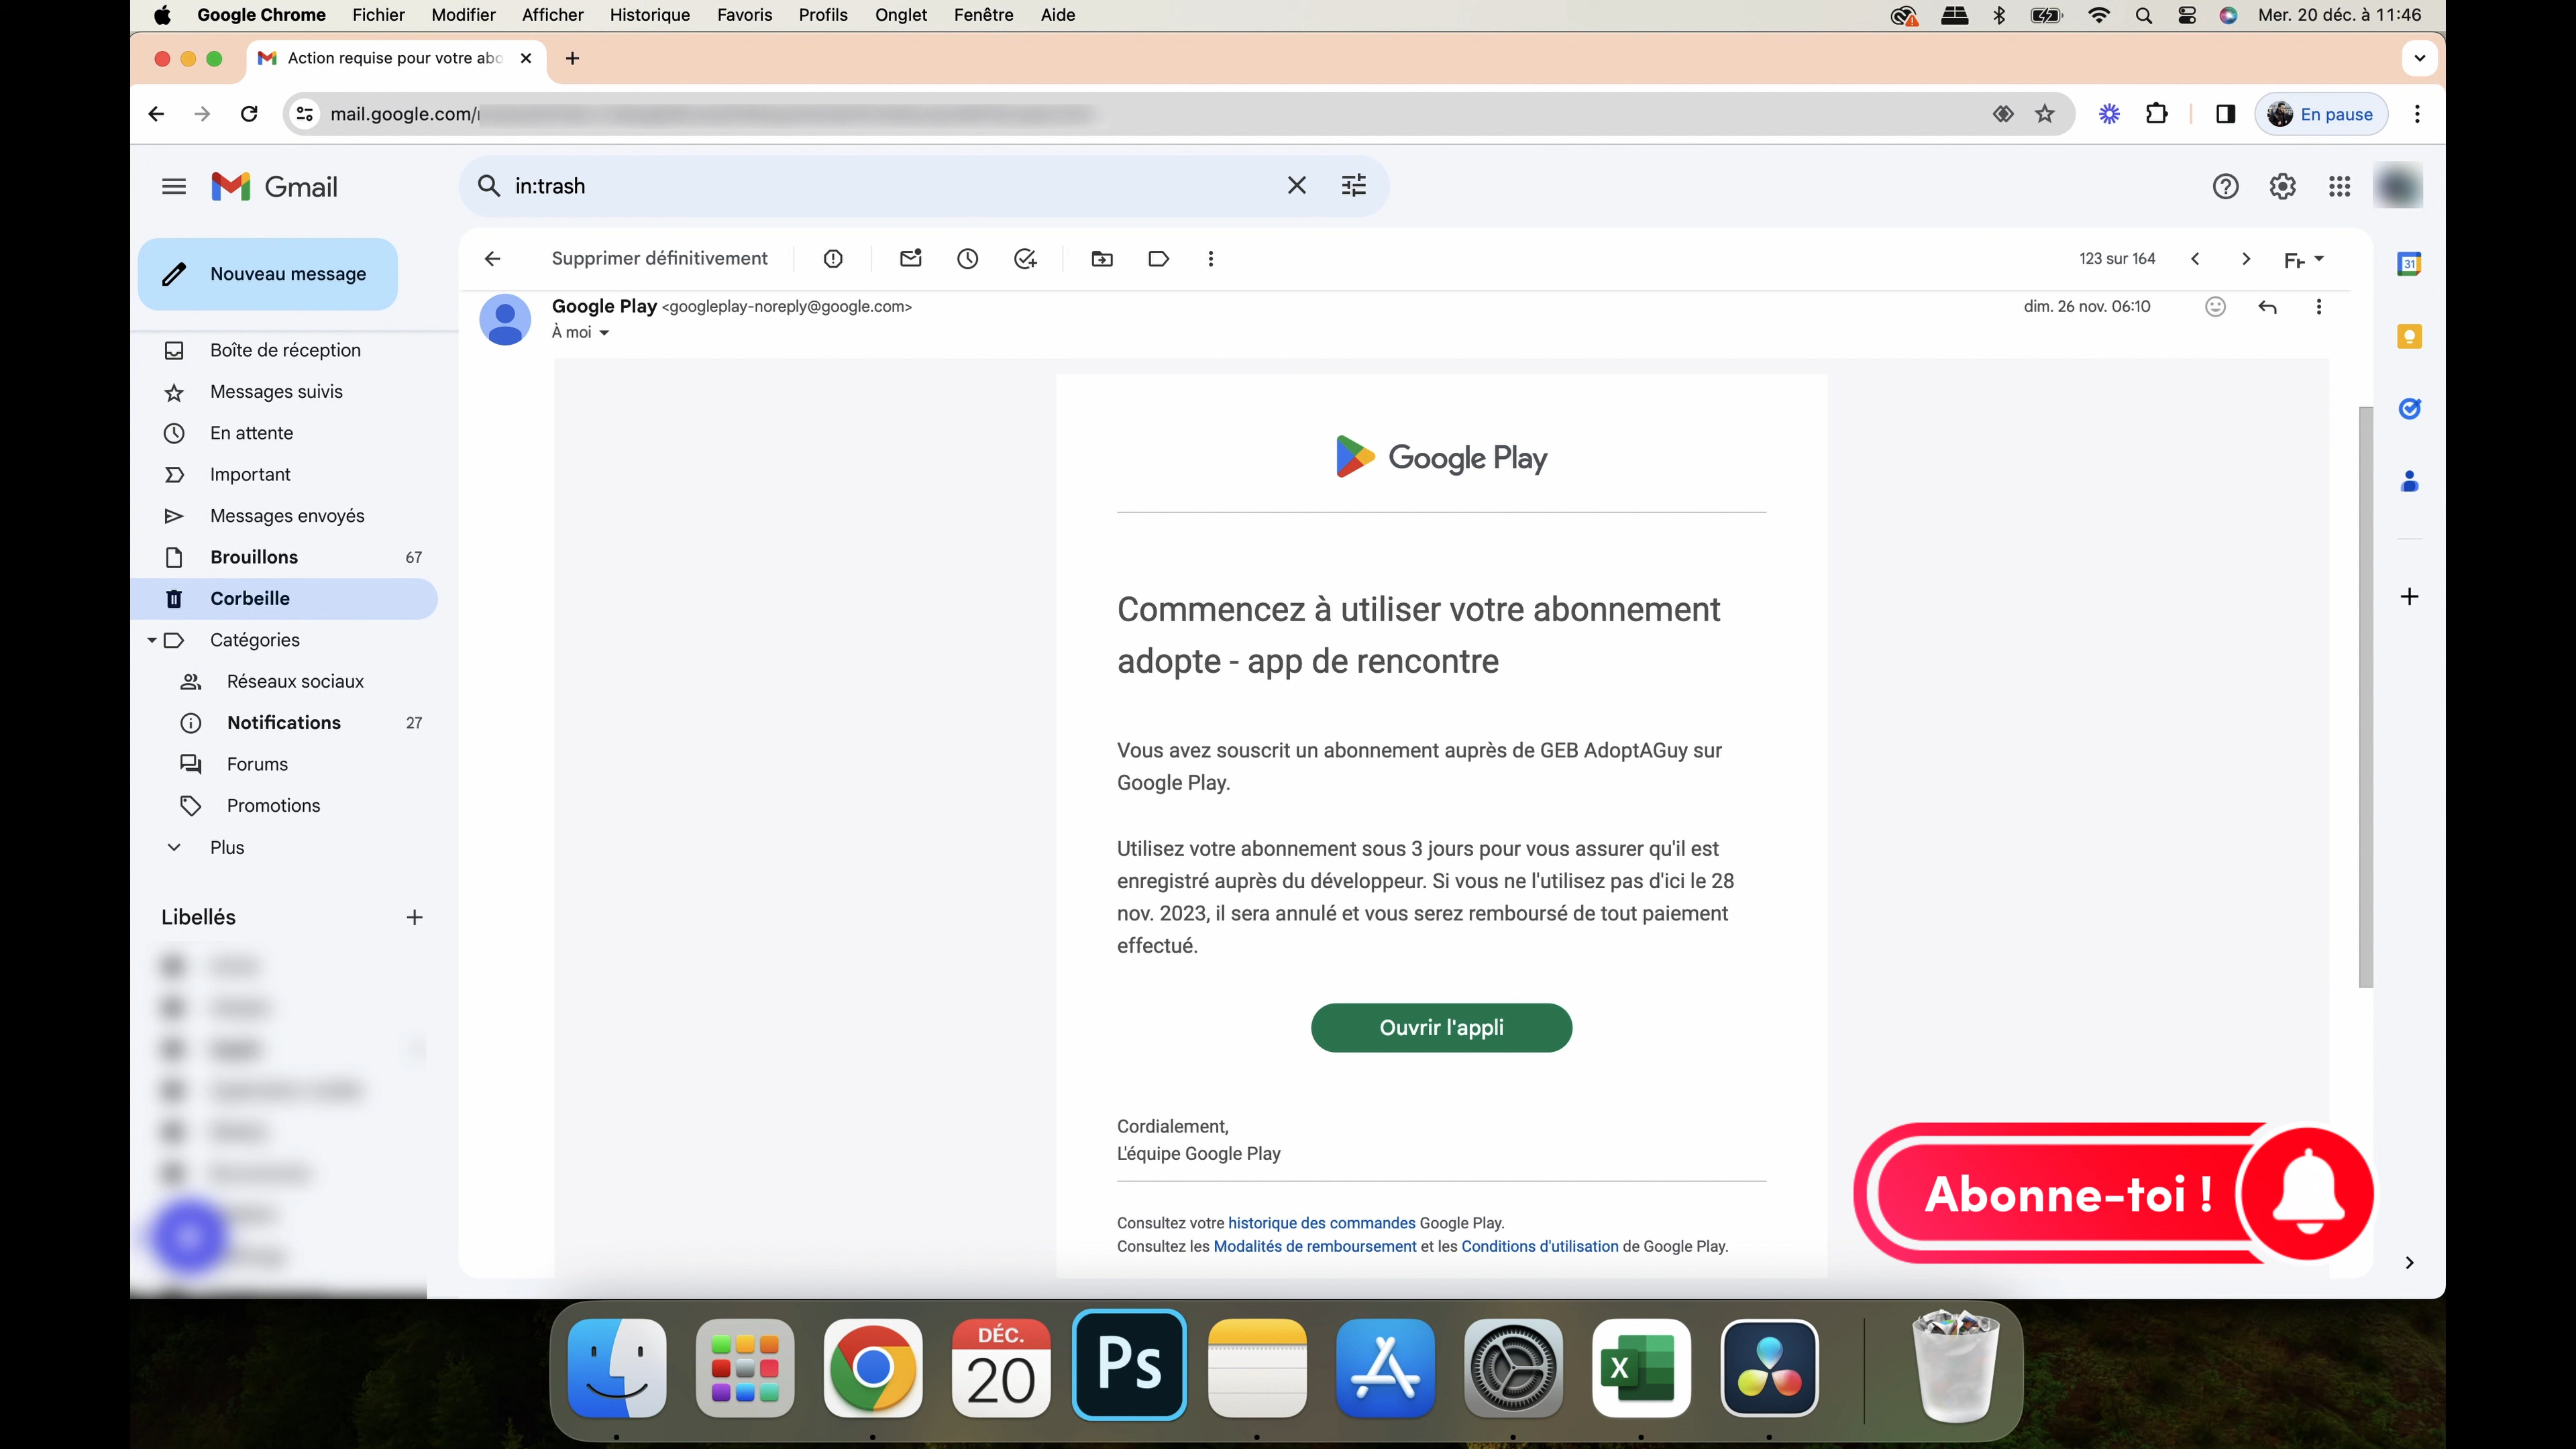 Google Chrome Fichier Modifier Afficher Historique Favoris Profils Onglet Fenêtre Aide Mer. 20 déc. à 11:46
Action requise pour votre abo
mail.google.com/ En pause
Gmail in:trash
Nouveau message
Supprimer définitivement 123 sur 164
Google Play <googleplay-noreply@google.com> dim. 26 nov. 06:10
À moi
Boîte de réception
Messages suivis
En attente
Important
Messages envoyés
Brouillons 67
Corbeille
Catégories
Réseaux sociaux
Notifications 27
Forums
Promotions
Plus
Libellés
31
Google Play
Commencez à utiliser votre abonnement
adopte - app de rencontre
Vous avez souscrit un abonnement auprès de GEB AdoptAGuy sur
Google Play.
Utilisez votre abonnement sous 3 jours pour vous assurer qu'il est
enregistré auprès du développeur. Si vous ne l'utilisez pas d'ici le 28
nov. 2023, il sera annulé et vous serez remboursé de tout paiement
effectué.
Ouvrir l'appli
Cordialement,
L'équipe Google Play
Consultez votre historique des commandes Google Play.
Consultez les Modalités de remboursement et les Conditions d'utilisation de Google Play.
Abonne-toi !
DÉC.
20
Ps
X